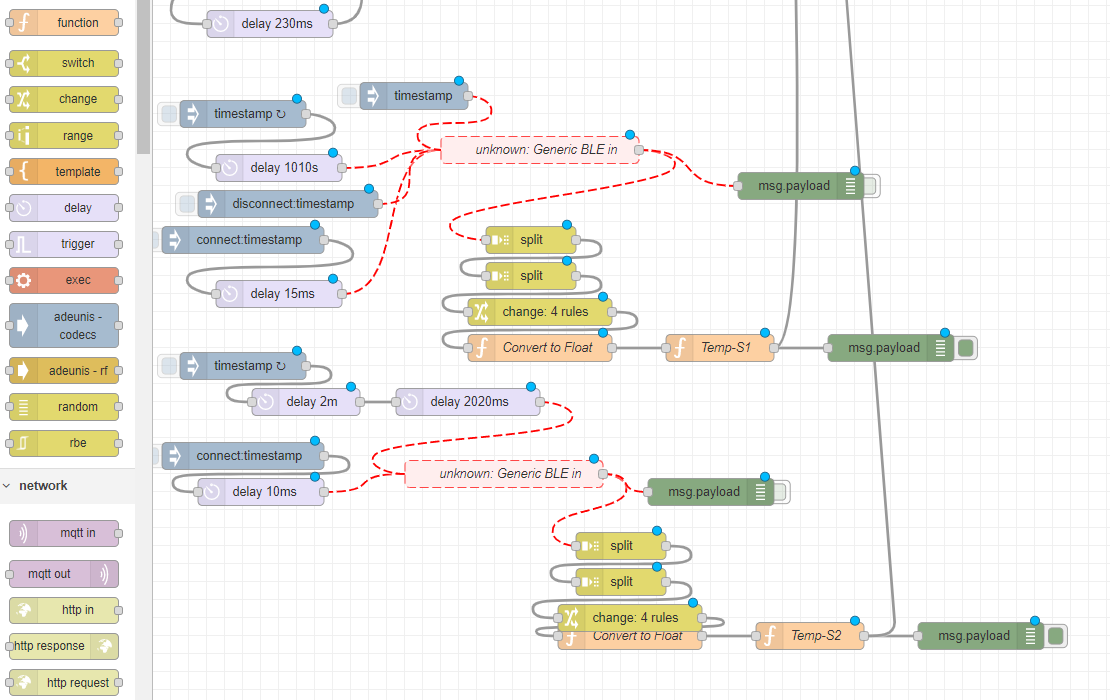 function
switch
change
range
template
delay
trigger
exec
adeunis -
codecs
adeunis - rf
random
rbe
network
mqtt in
mqtt out
http in
http response
http request
delay 230ms
timestamp
timestamp ↻
unknown: Generic BLE in
delay 1010s
msg.payload
disconnect:timestamp
connect:timestamp
split
split
delay 15ms
change: 4 rules
Convert to Float
Temp-S1
msg.payload
timestamp ↻
delay 2m
delay 2020ms
connect:timestamp
unknown: Generic BLE in
delay 10ms
msg.payload
split
split
change: 4 rules
Convert to Float
Temp-S2
msg.payload